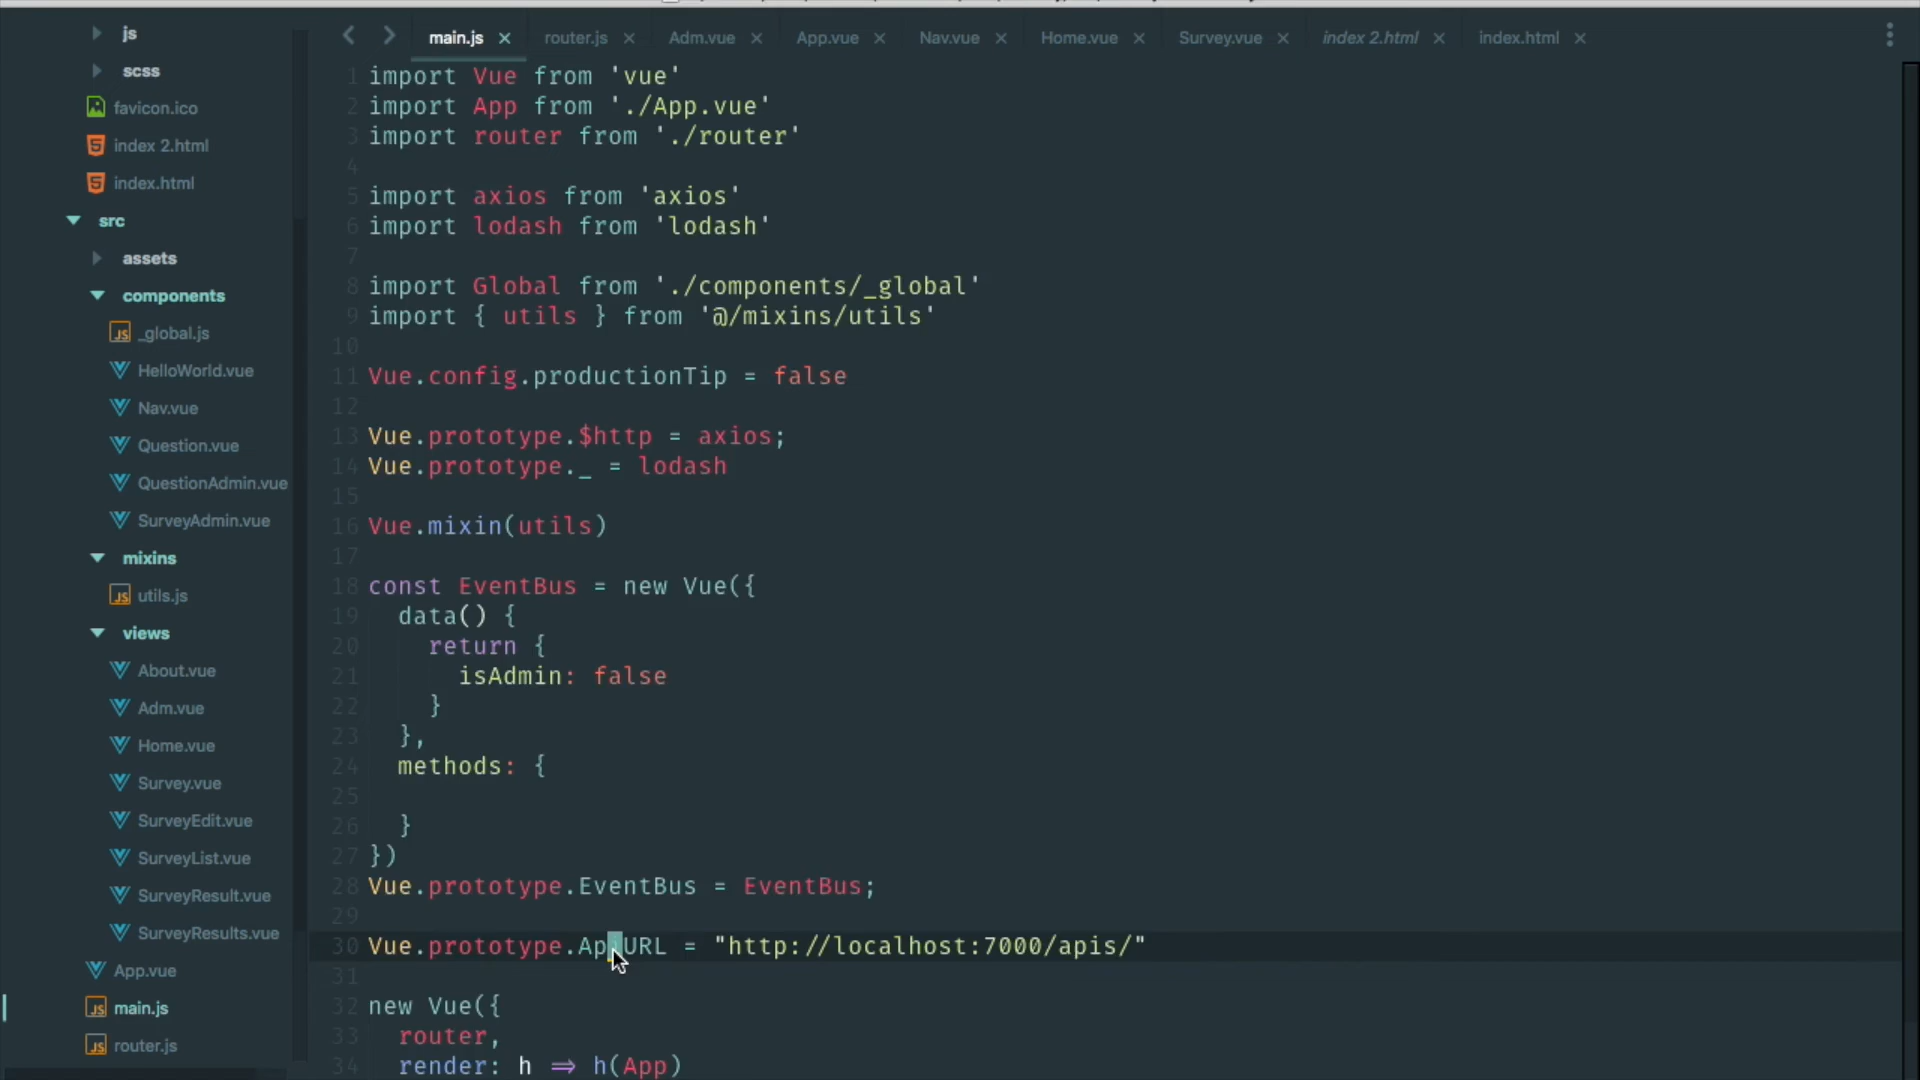 js
scss
favicon.ico
index 2.html
index.html
src
assets
components
_global.js
HelloWorld.vue
Nav.vue
Question.vue
QuestionAdmin.vue
SurveyAdmin.vue
mixins
utils.js
views
About.vue
Adm.vue
Home.vue
Survey.vue
SurveyEdit.vue
SurveyList.vue
SurveyResult.vue
SurveyResults.vue
App.vue
main.js
router.js
main.js × router.js × Adm.vue × App.vue × Nav.vue × Home.vue × Survey.vue × index 2.html × index.html ×
1 import Vue from 'vue'
2 import App from './App.vue'
3 import router from './router'
4
5 import axios from 'axios'
6 import lodash from 'lodash'
7
8 import Global from './components/_global'
9 import { utils } from '@/mixins/utils'
10
11 Vue.config.productionTip = false
12
13 Vue.prototype.$http = axios;
14 Vue.prototype._ = lodash
15
16 Vue.mixin(utils)
17
18 const EventBus = new Vue({
19 data() {
20 return {
21 isAdmin: false
22 }
23 },
24 methods: {
25
26 }
27 })
28 Vue.prototype.EventBus = EventBus;
29
30 Vue.prototype.ApiURL = "http://localhost:7000/apis/"
31
32 new Vue({
33 router,
34 render: h => h(App)